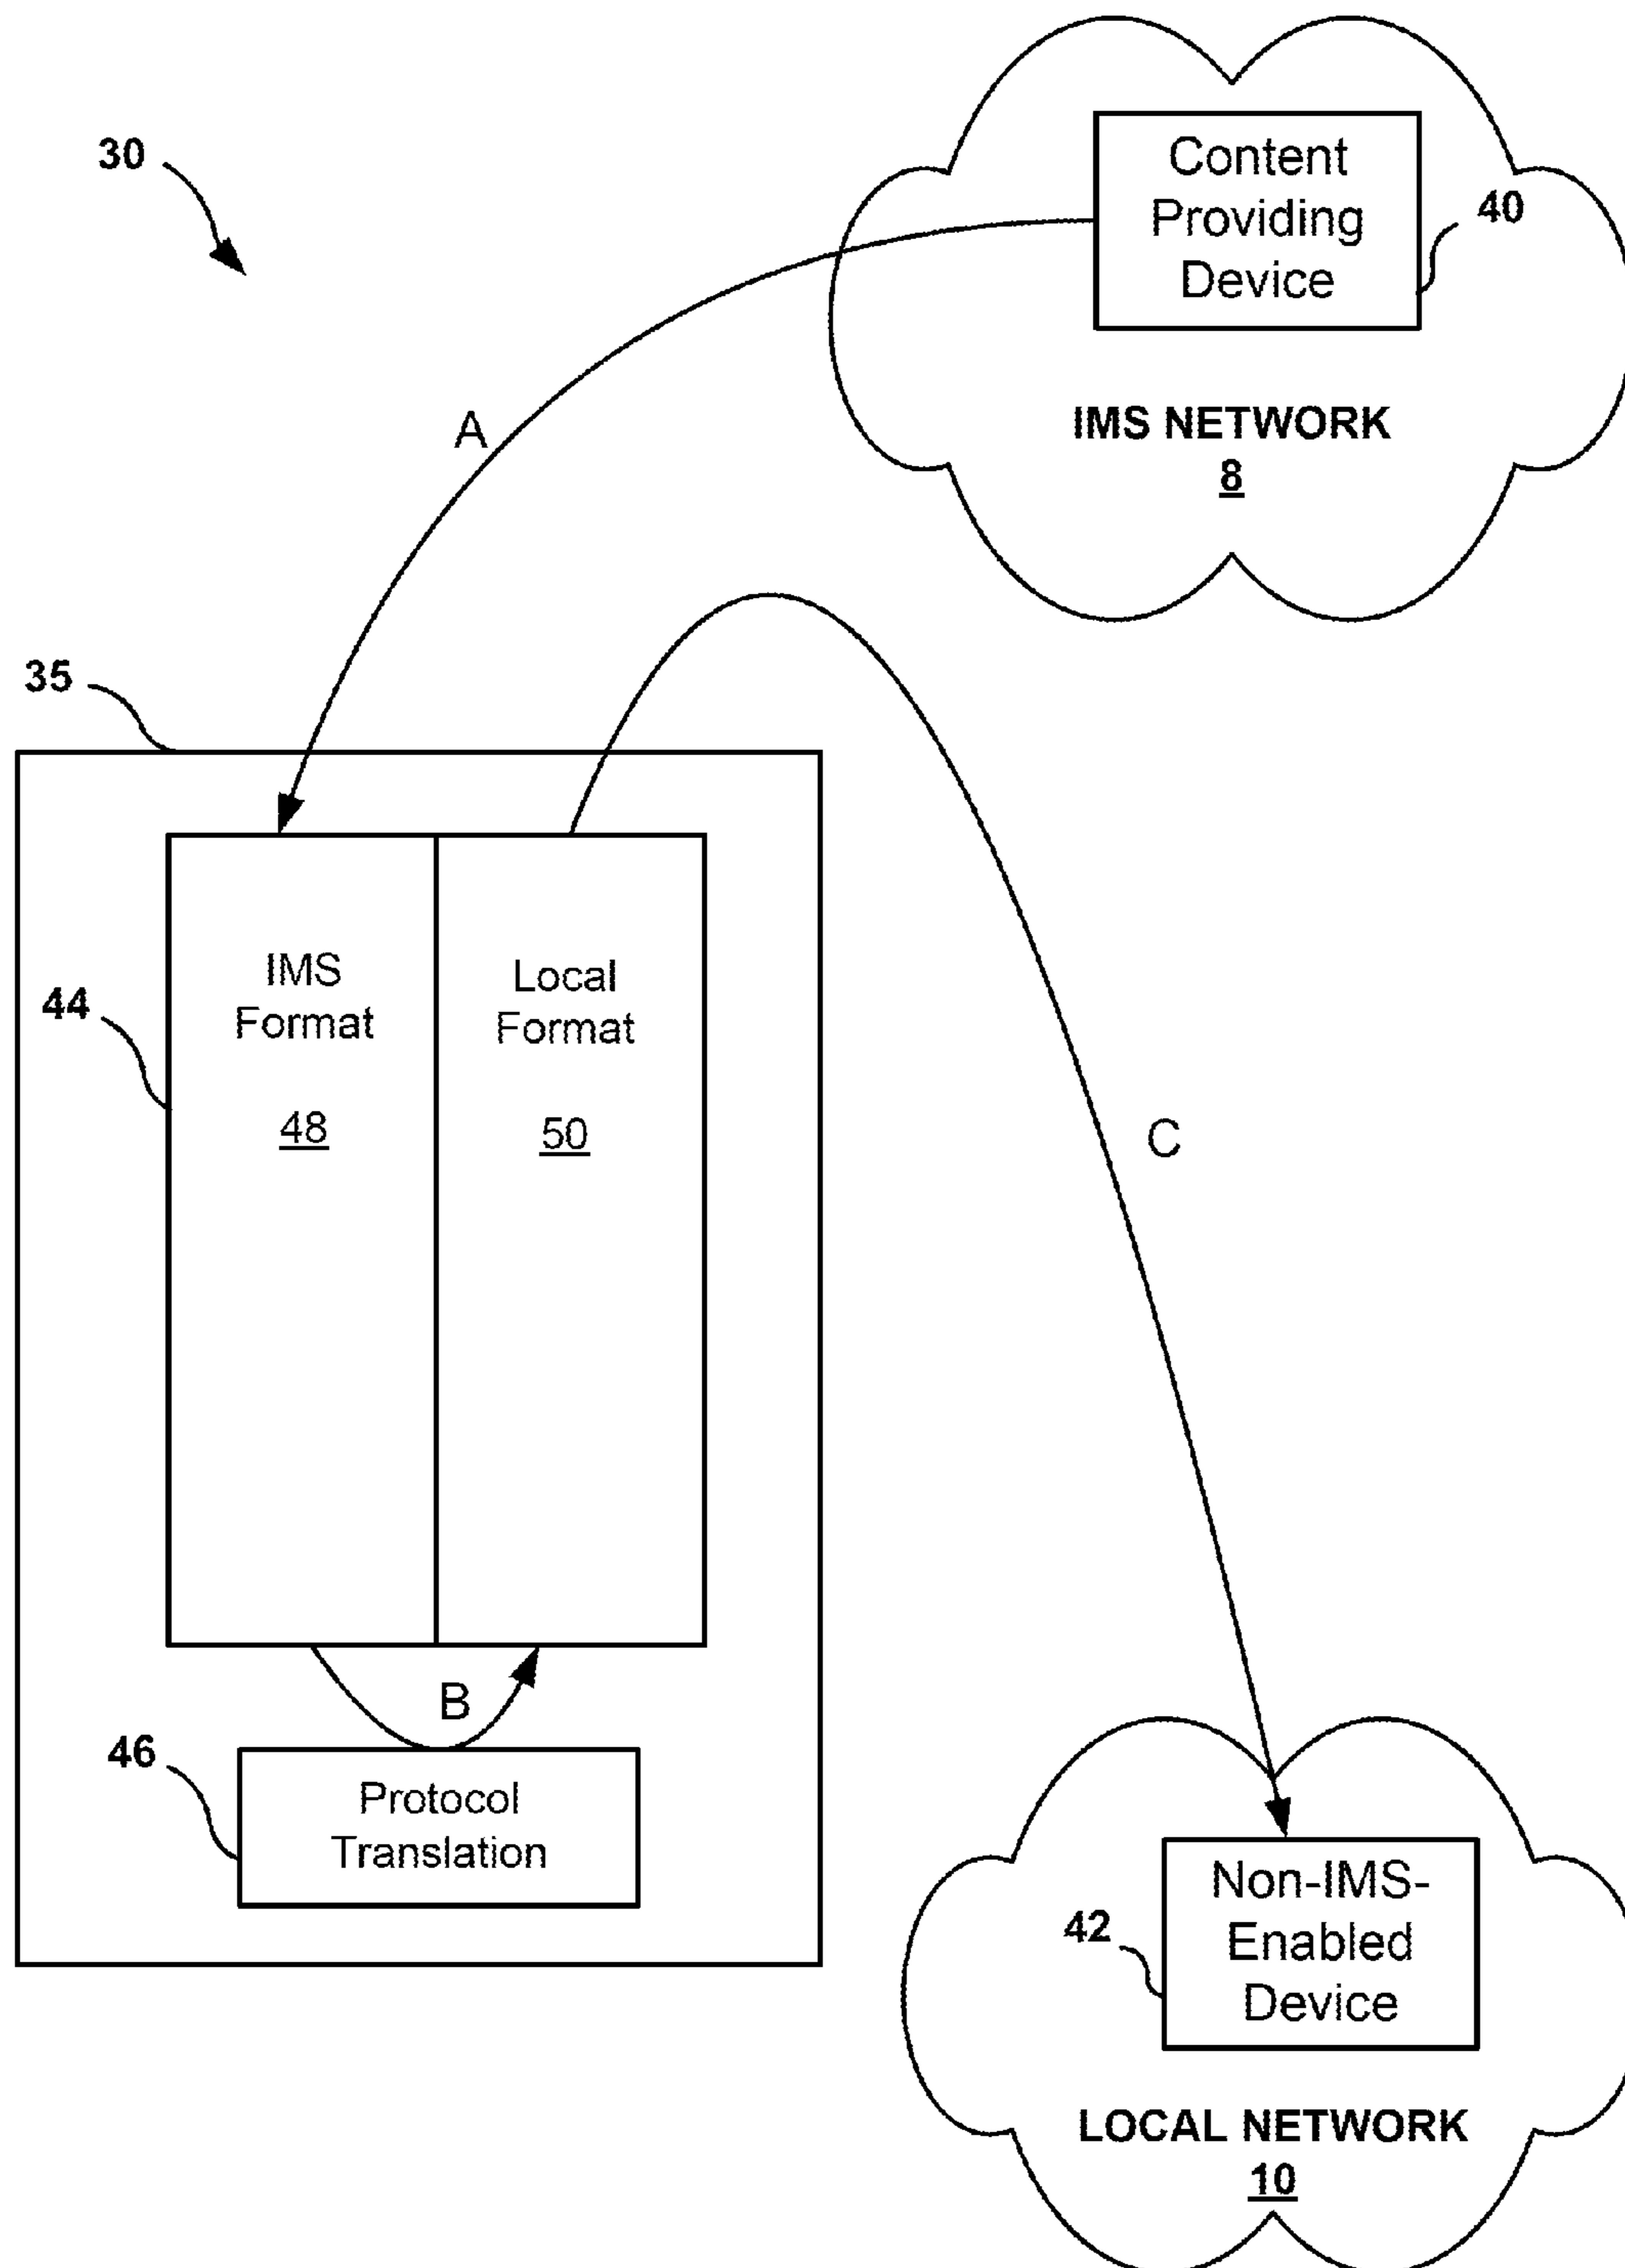 30
Content
Providing
Device
40
IMS NETWORK
8
A
35
44
IMS
Format
48
Local
Format
50
C
B
46
Protocol
Translation
42
Non-IMS-
Enabled
Device
LOCAL NETWORK
10